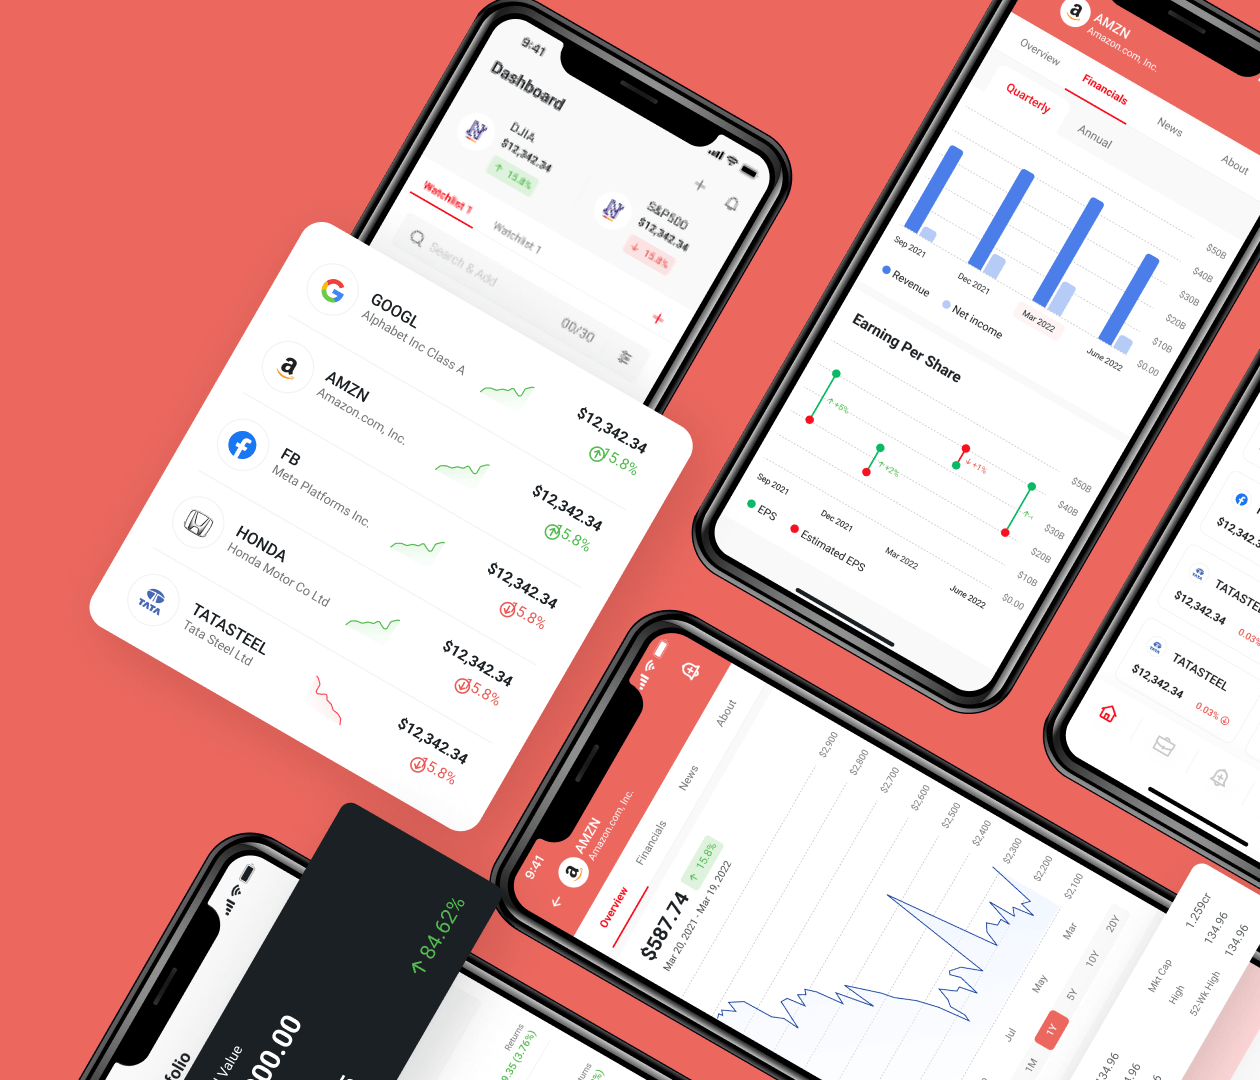 9:41
Dashboard
DJIA
$12,342.34
15.8%
S&P500
$12,342.34
15.8%
Watchlist 1
Watchlist 1
Search & Add
00/30
GOOGL
Alphabet Inc Class A
$12,342.34
15.8%
AMZN
Amazon.com, Inc.
$12,342.34
15.8%
FB
Meta Platforms Inc.
$12,342.34
15.8%
HONDA
Honda Motor Co Ltd
$12,342.34
15.8%
TATA
TATASTEEL
Tata Steel Ltd
$12,342.34
15.8%
AMZN
Amazon.com, Inc.
Overview
Financials
News
About
Quarterly
Annual
$50B
$40B
$30B
$20B
$10B
$0.00
Sep 2021
Dec 2021
Mar 2022
June 2022
Revenue
Net income
Earning Per Share
+5%
+2%
+1%
$50B
$40B
$30B
$20B
$10B
$0.00
Sep 2021
Dec 2021
Mar 2022
June 2022
EPS
Estimated EPS
$12,342.3
TATASTEE
$12,342.34
0.03%
TATASTEEL
$12,342.34
0.03%
9:41
AMZN
Amazon.com, Inc.
Overview
Financials
News
About
$587.74
15.8%
Mar 20, 2021 - Mar 19, 2022
$2,900
$2,800
$2,700
$2,600
$2,500
$2,400
$2,300
$2,200
$2,100
Mar
May
Jul
1M
1Y
5Y
10Y
20Y
Mkt Cap
1.259cr
High
134.96
52-Wk High
134.96
34.96
folio
Value
000.00
84.62%
Returns
9.35 (3.76%)